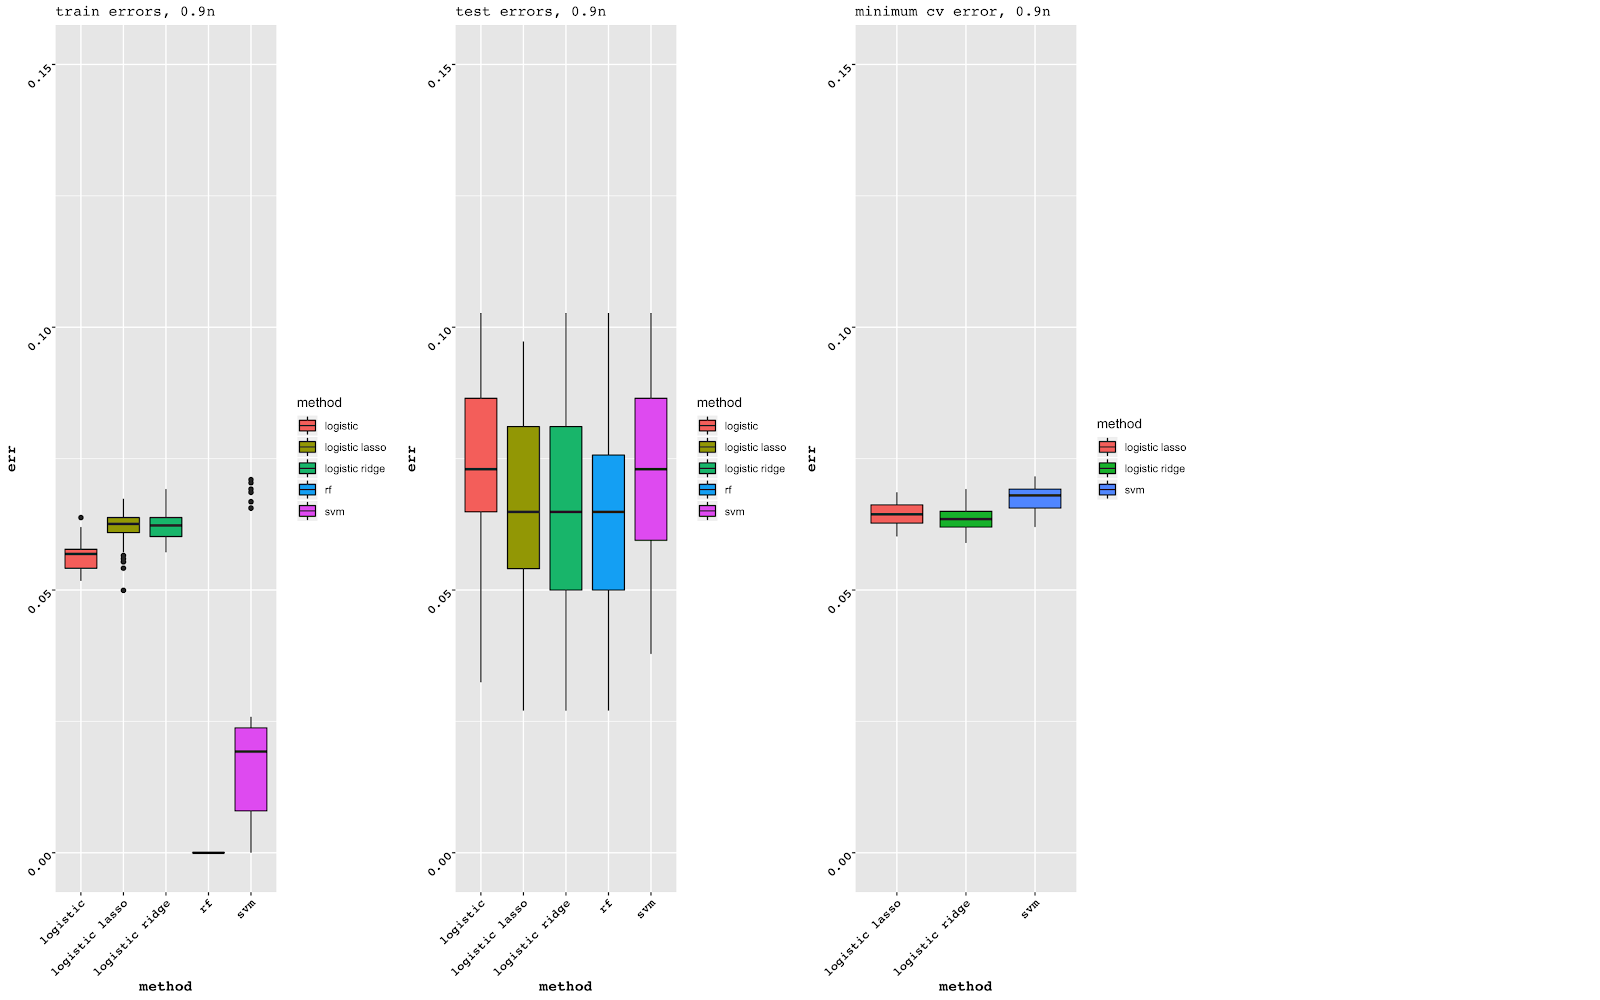 train errors, 0.9n
err
0.15
0.10
0.05
0.00
logistic
logistic lasso
logistic ridge
rf
svm
method
method
logistic
logistic lasso
logistic ridge
rf
svm
test errors, 0.9n
err
0.15
0.10
0.05
0.00
logistic
logistic lasso
logistic ridge
rf
svm
method
method
logistic
logistic lasso
logistic ridge
rf
svm
minimum cv error, 0.9n
err
0.15
0.10
0.05
0.00
logistic lasso
logistic ridge
svm
method
method
logistic lasso
logistic ridge
svm